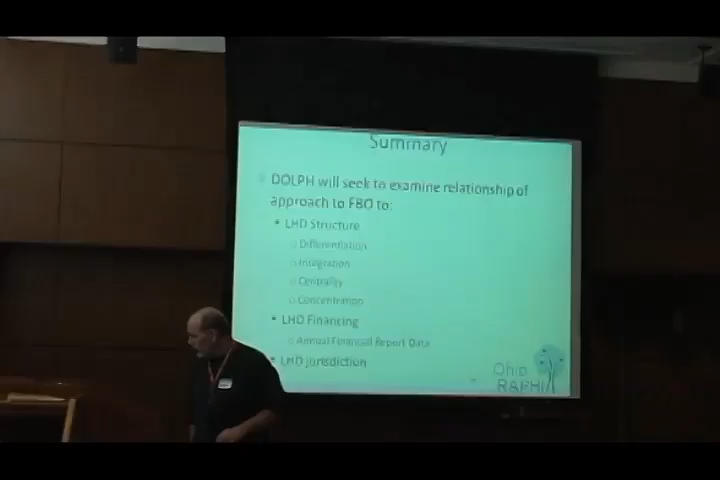 Summary
DOLPH will seek to examine relationship of
approach to FBO to:
LHD Structure
Differentiation
Integration
Centrality
Concentration
LHD Financing
Annual Financial Report Data
LHD Jurisdiction
Ohio
RAPHI